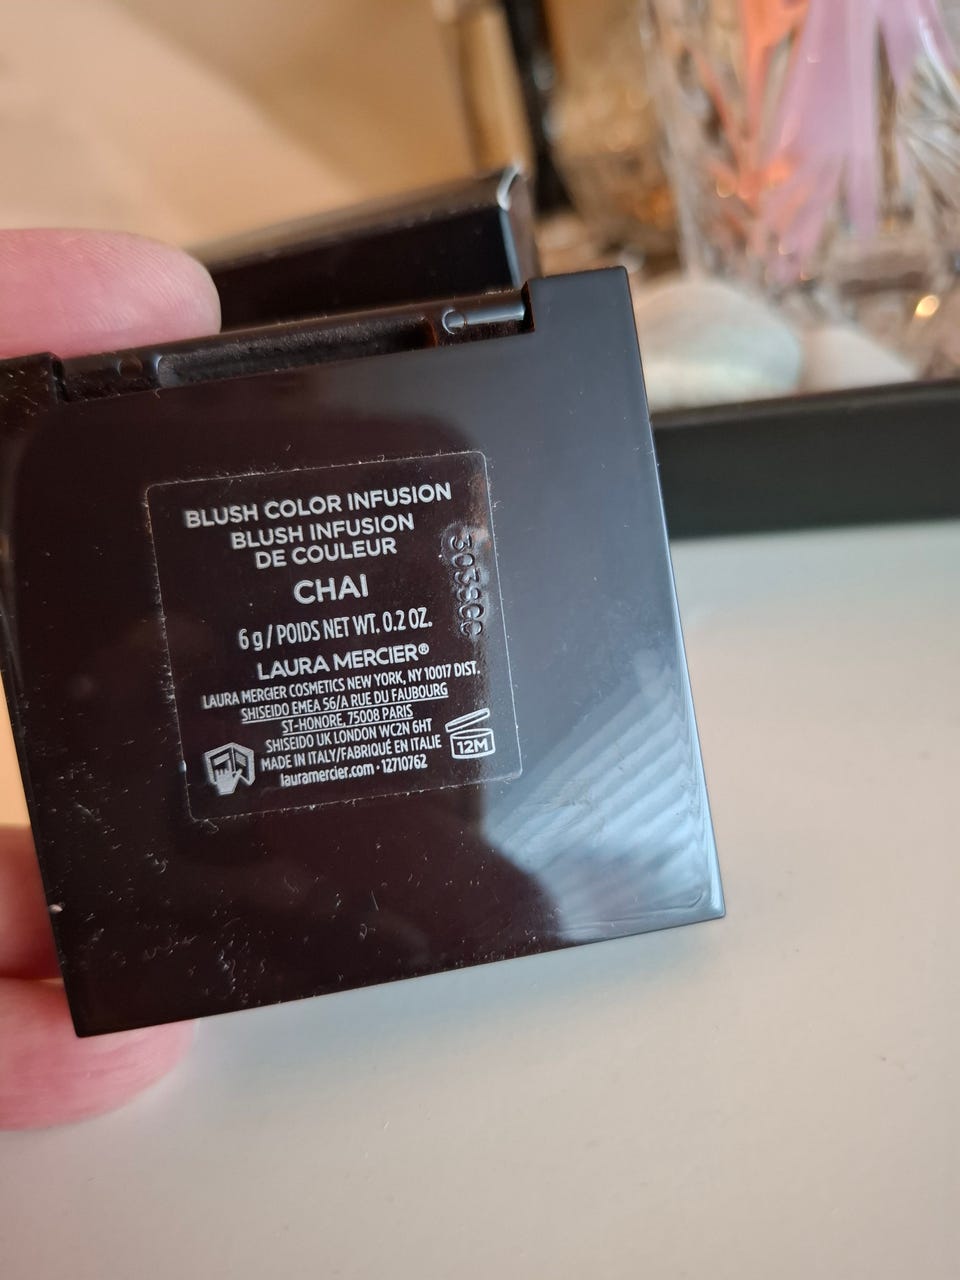 BLUSH COLOR INFUSION
BLUSH INFUSION
DE COULEUR
CHAI
6 g / POIDS NET WT. 0.2 OZ.
LAURA MERCIER®
LAURA MERCIER COSMETICS NEW YORK, NY 10017 DIST.
SHISEIDO EMEA 56/A RUE DU FAUBOURG
ST-HONORE, 75008 PARIS
SHISEIDO UK LONDON WC2N 6HT
MADE IN ITALY/FABRIQUÉ EN ITALIE
lauramercier.com • 12710762
12M